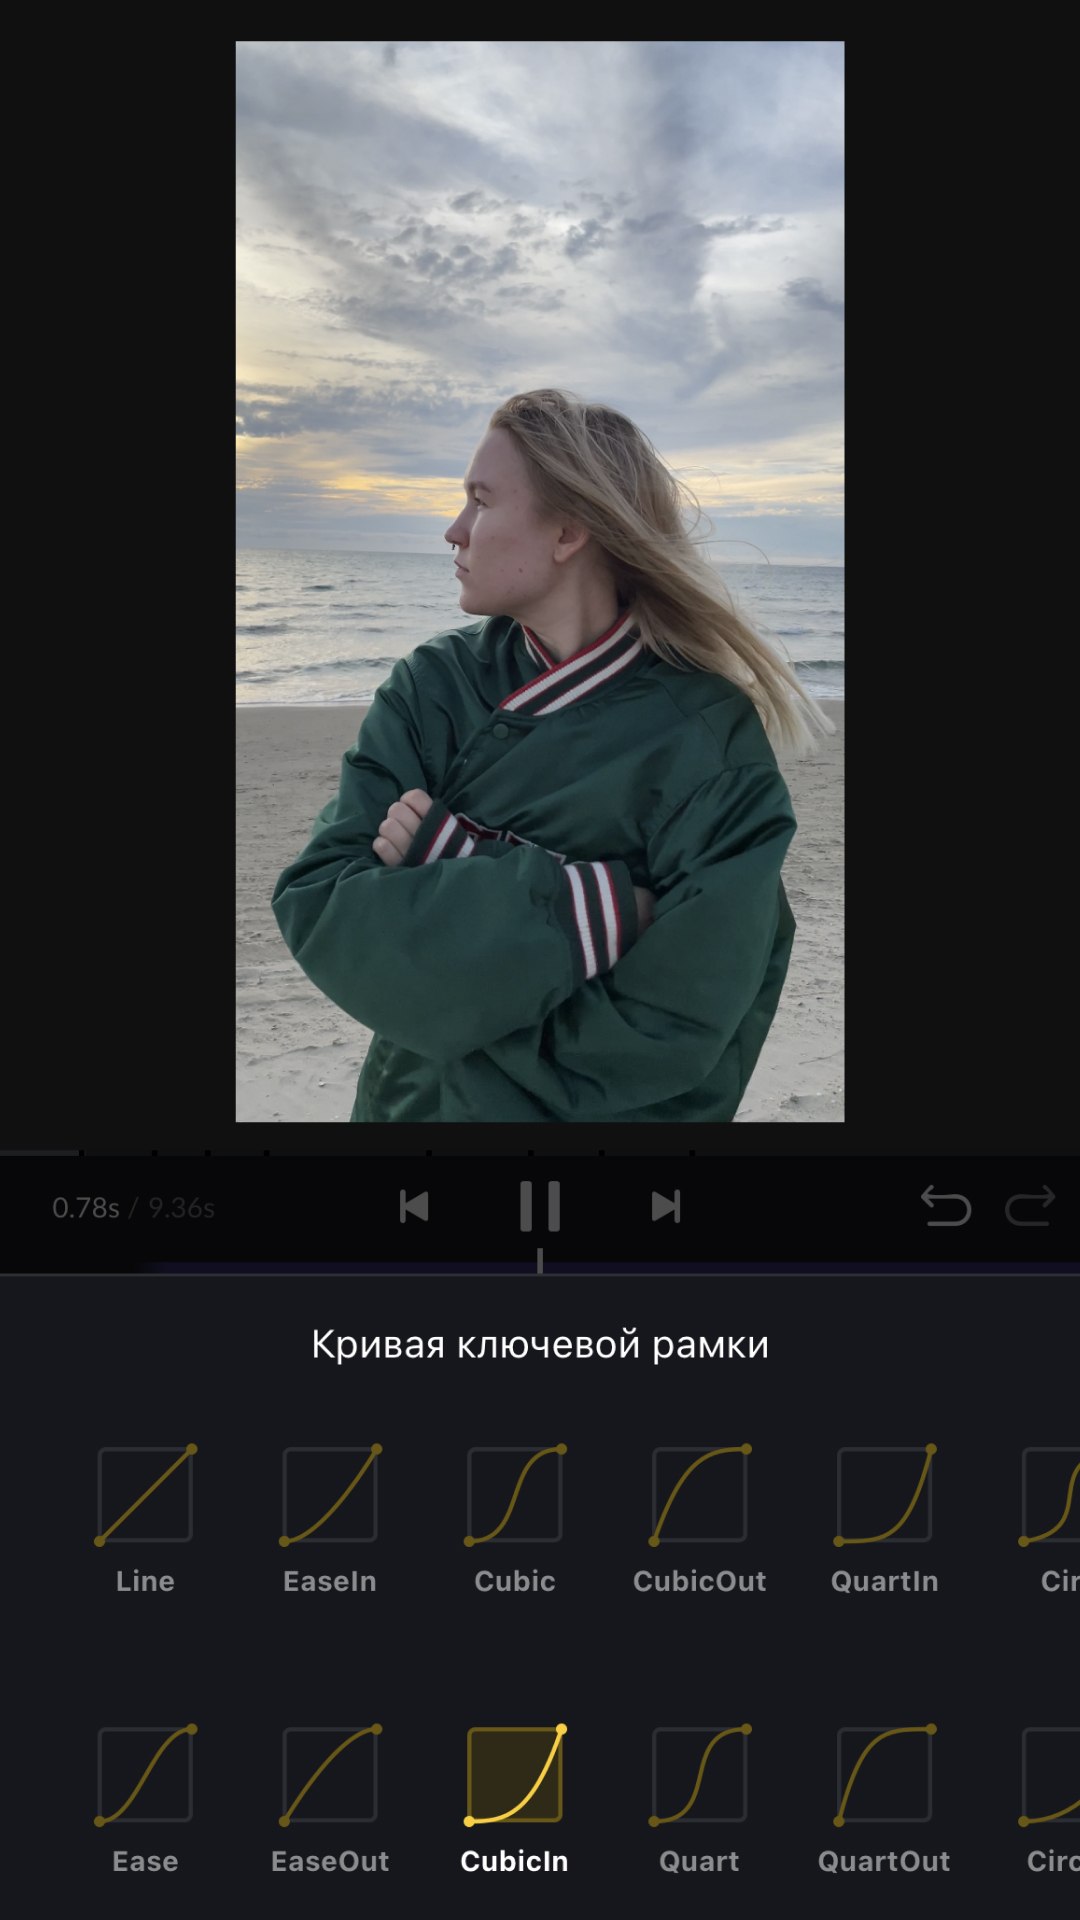 0.78s / 9.36s
Кривая ключевой рамки
Line EaseIn Cubic CubicOut QuartIn Cir
Ease EaseOut CubicIn Quart QuartOut Circ